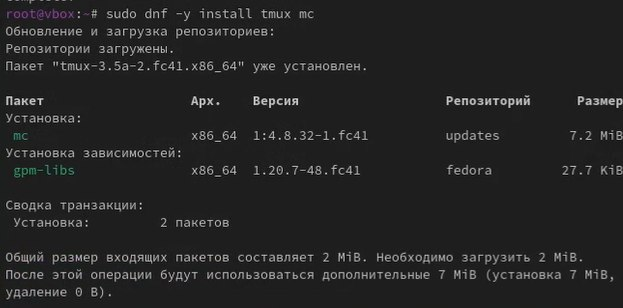 root@vbox:~# sudo dnf -y install tmux mc
Обновление и загрузка репозиториев:
Репозитории загружены.
Пакет "tmux-3.5a-2.fc41.x86_64" уже установлен.
Пакет Арх. Версия Репозиторий Размер
Установка:
mc x86_64 1:4.8.32-1.fc41 updates 7.2 MiB
Установка зависимостей:
gpm-libs x86_64 1.20.7-48.fc41 fedora 27.7 KiB
Сводка транзакции:
Установка: 2 пакетов
Общий размер входящих пакетов составляет 2 MiB. Необходимо загрузить 2 MiB.
После этой операции будут использоваться дополнительные 7 MiB (установка 7 MiB,
удаление 0 B).